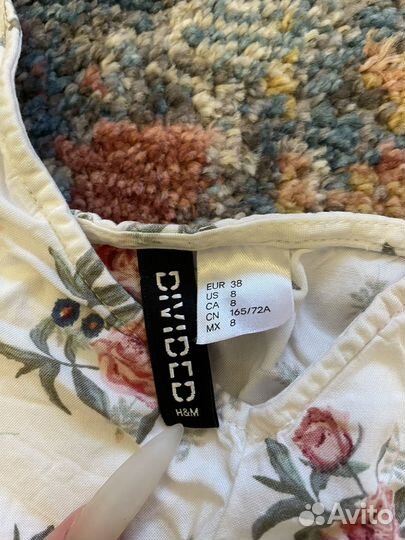 DIVIDED
H&M
EUR 38
US 8
CA 8
CN 165/72A
MX 8
Avito